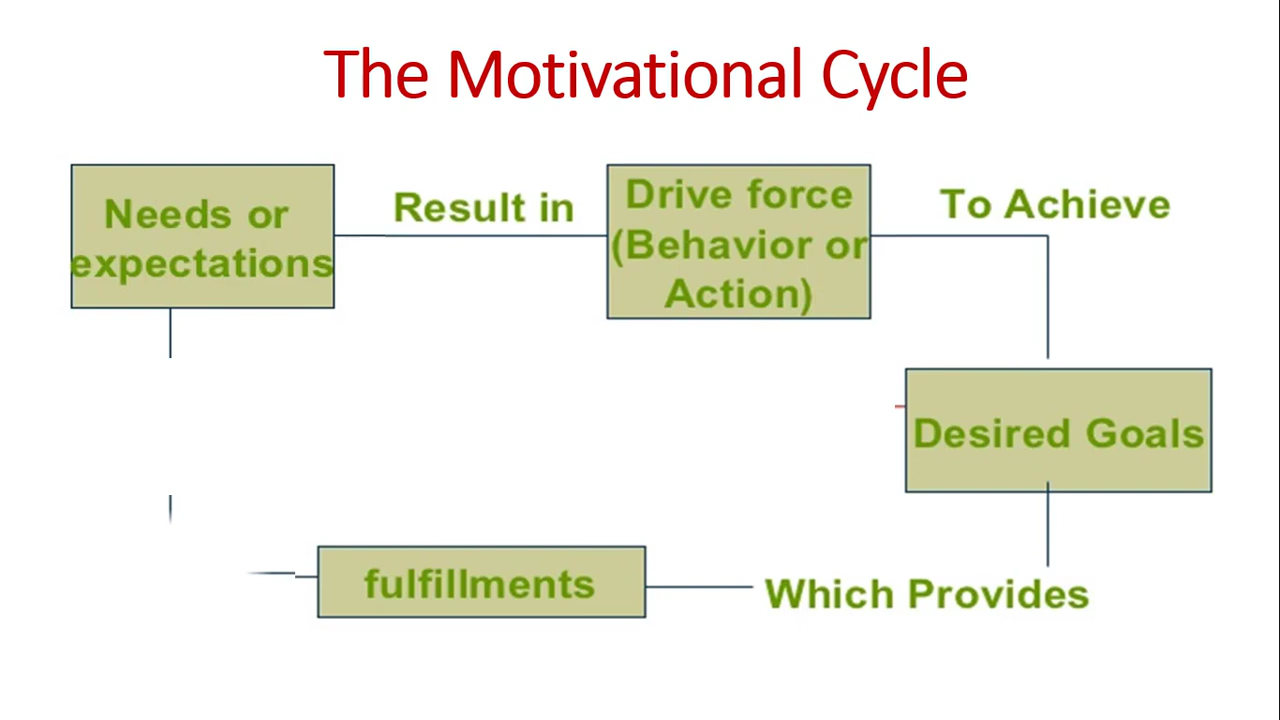 The Motivational Cycle
Needs or
expectations
Result in
Drive force
(Behavior or
Action)
To Achieve
Desired Goals
Which Provides
fulfillments